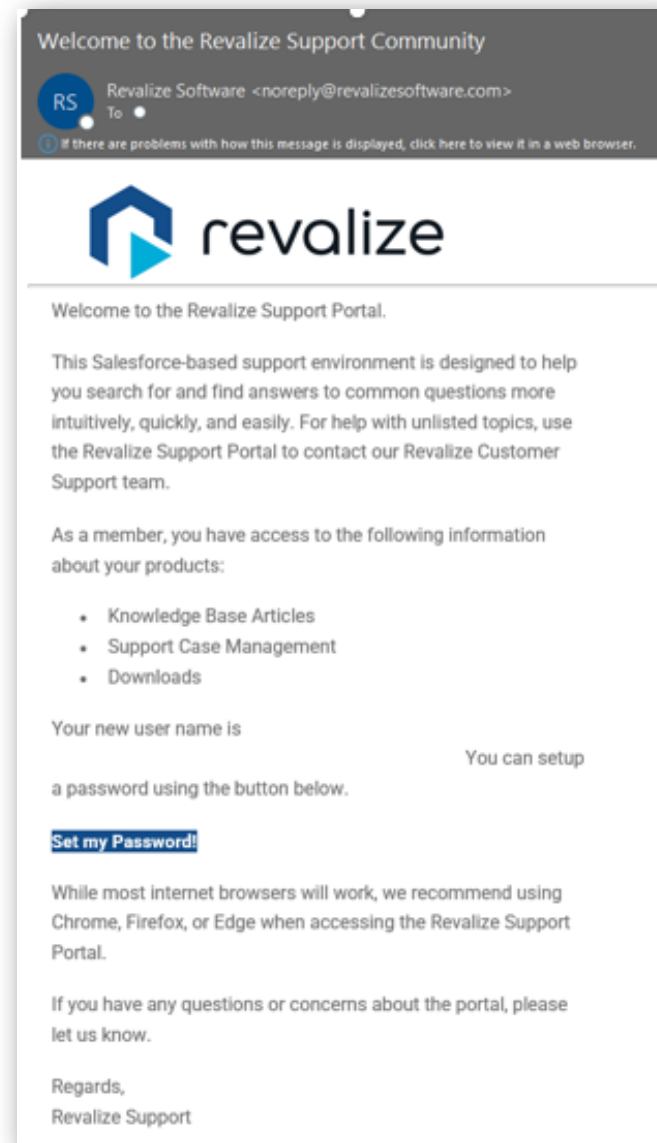 Welcome to the Revalize Support Community
RS
Revalize Software <noreply@revalizesoftware.com>
To
If there are problems with how this message is displayed, click here to view it in a web browser.
revalize
Welcome to the Revalize Support Portal.
This Salesforce-based support environment is designed to help
you search for and find answers to common questions more
intuitively, quickly, and easily. For help with unlisted topics, use
the Revalize Support Portal to contact our Revalize Customer
Support team.
As a member, you have access to the following information
about your products:
• Knowledge Base Articles
• Support Case Management
• Downloads
Your new user name is
You can setup
a password using the button below.
Set my Password!
While most internet browsers will work, we recommend using
Chrome, Firefox, or Edge when accessing the Revalize Support
Portal.
If you have any questions or concerns about the portal, please
let us know.
Regards,
Revalize Support